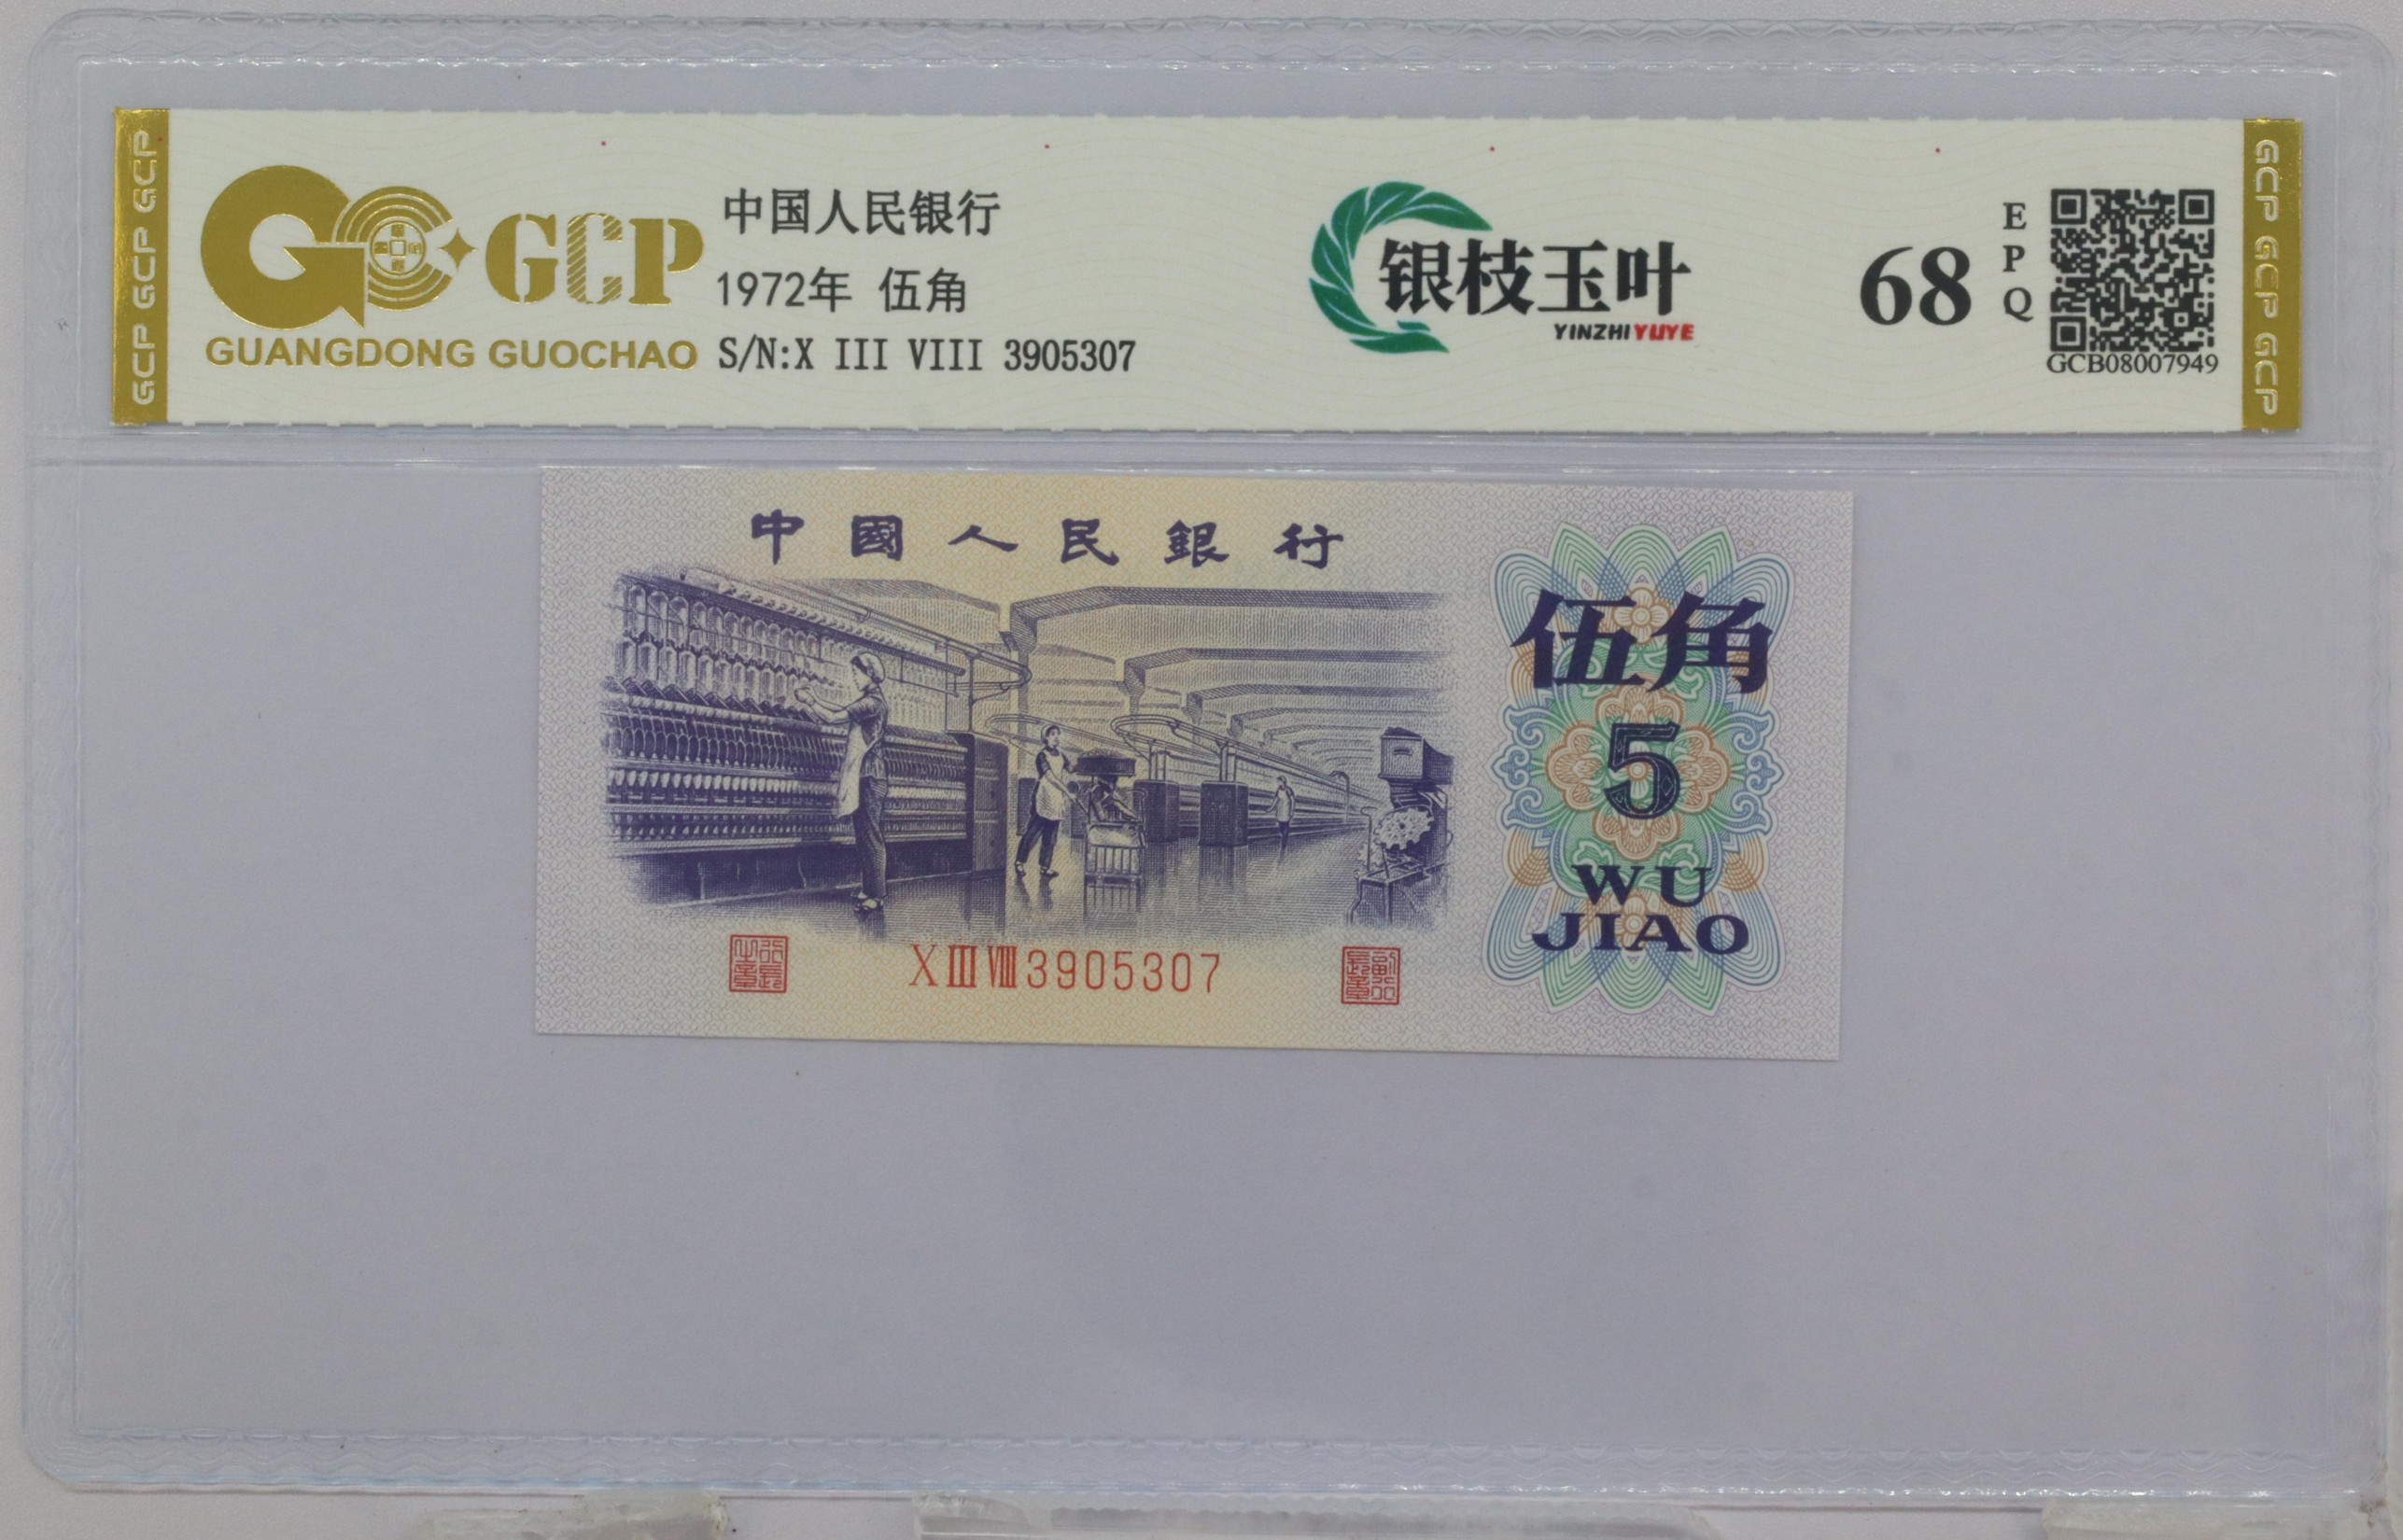 GCP GCP GCP
GCP
GUANGDONG GUOCHAO
中国人民银行
1972年 伍角
S/N:X III VIII 3905307
银枝玉叶
YINZHIYUYE
68
EPQ
GCB08007949
GCP GCP GCP
中國人民銀行
伍角
5
WU
JIAO
X III VIII 3905307